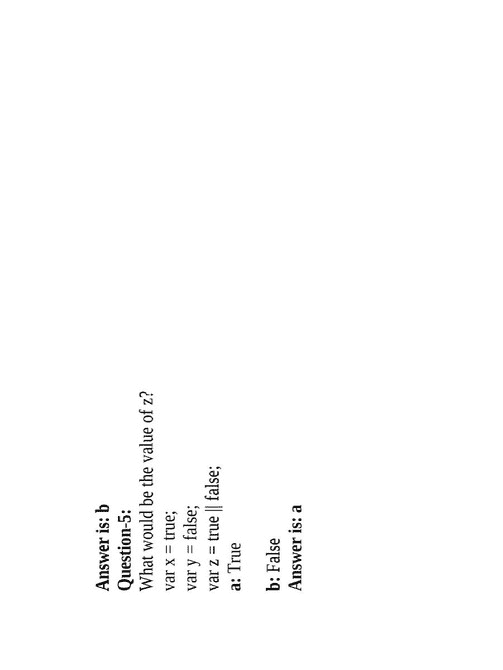 Answer is: b
Question-5:
What would be the value of z?
var x = true;
var y = false;
var z = true || false;
a: True
b: False
Answer is: a